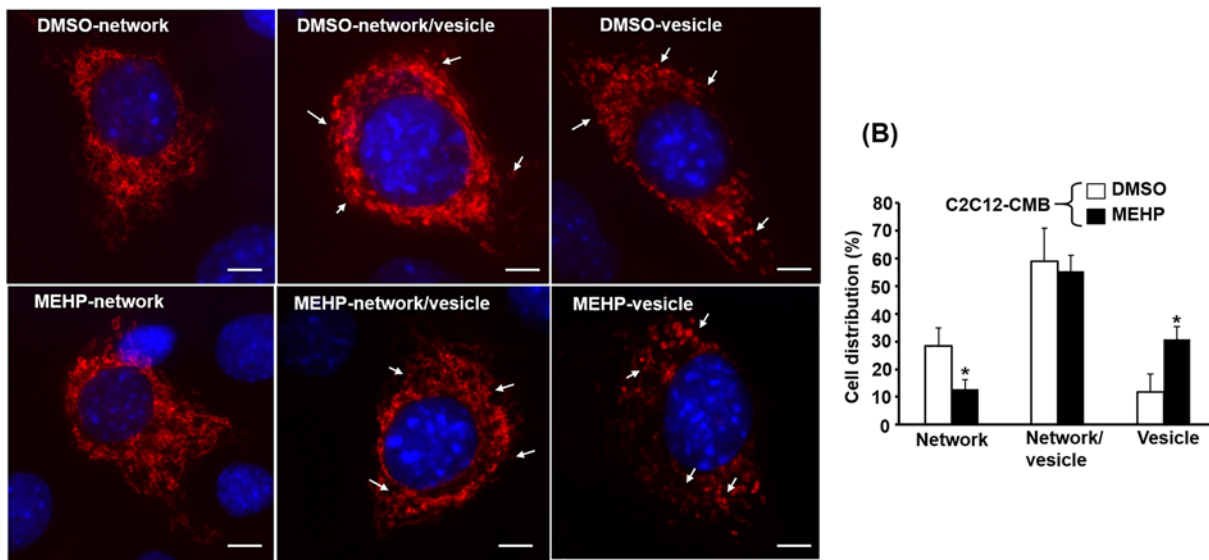 DMSO-network
DMSO-network/vesicle
DMSO-vesicle
MEHP-network
MEHP-network/vesicle
MEHP-vesicle
(B)
C2C12-CMB
DMSO
MEHP
Cell distribution (%)
80
70
60
50
40
30
20
10
0
*
*
Network
Network/
vesicle
Vesicle